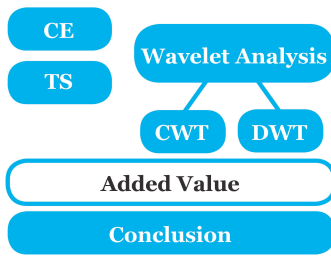 CE
TS
Wavelet Analysis
CWT
DWT
Added Value
Conclusion